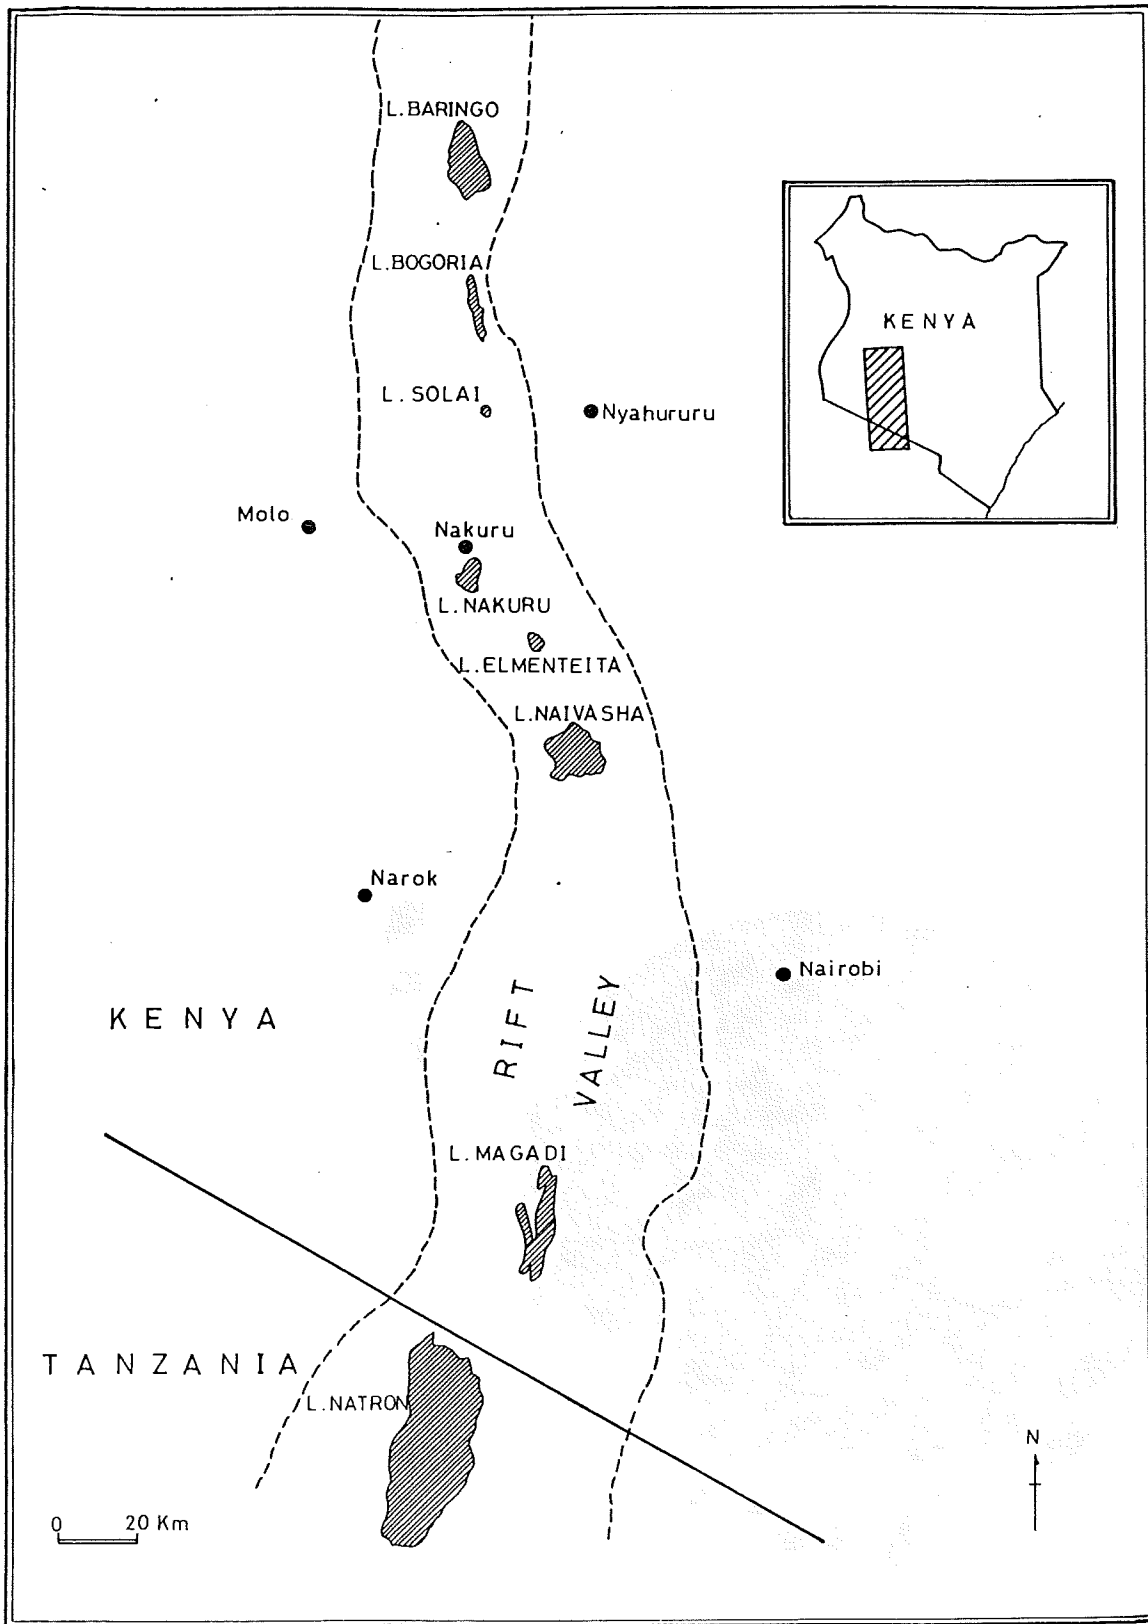 L.BARINGO
L.BOGORIA
KENYA
L. SOLAI
Nyahururu
Molo
Nakuru
L.NAKURU
L.ELMENTEITA
L.NAIVASHA
Narok
Nairobi
RIFT
VALLEY
KENYA
L.MAGADI
TANZANIA
L.NATRON
N
0 20 Km